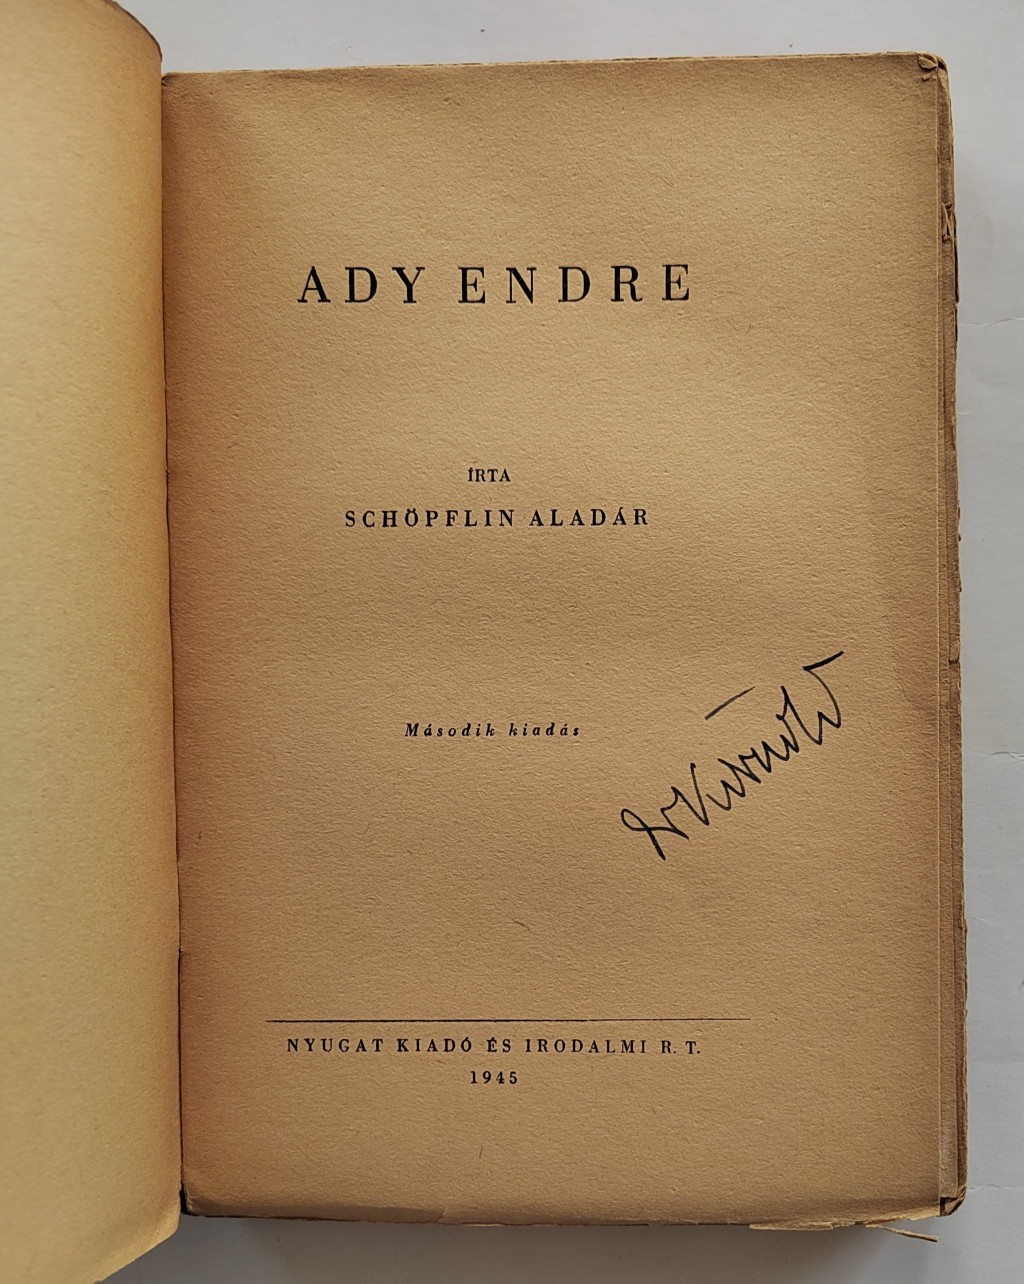 ADY ENDRE
ÍRTA
SCHÖPFLIN ALADÁR
Második kiadás
NYUGAT KIADÓ ÉS IRODALMI R. T.
1945